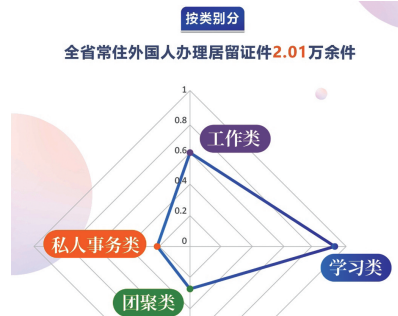 按类别分
全省常住外国人办理居留证件2.01万余件
1
0.8
工作类
0.6
0.4
0.2
0
私人事务类
学习类
团聚类